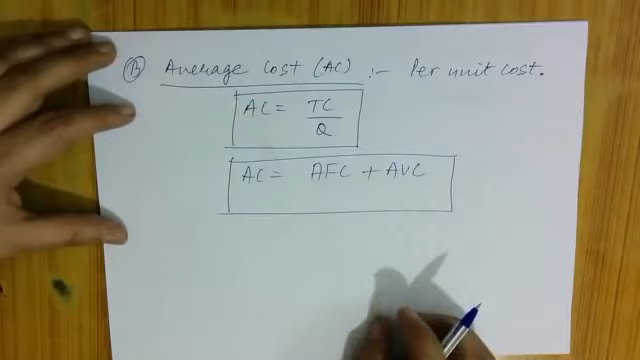 (B) Average Cost (AC) :- Per unit cost.
AC = TC
Q
AC = AFC + AVC